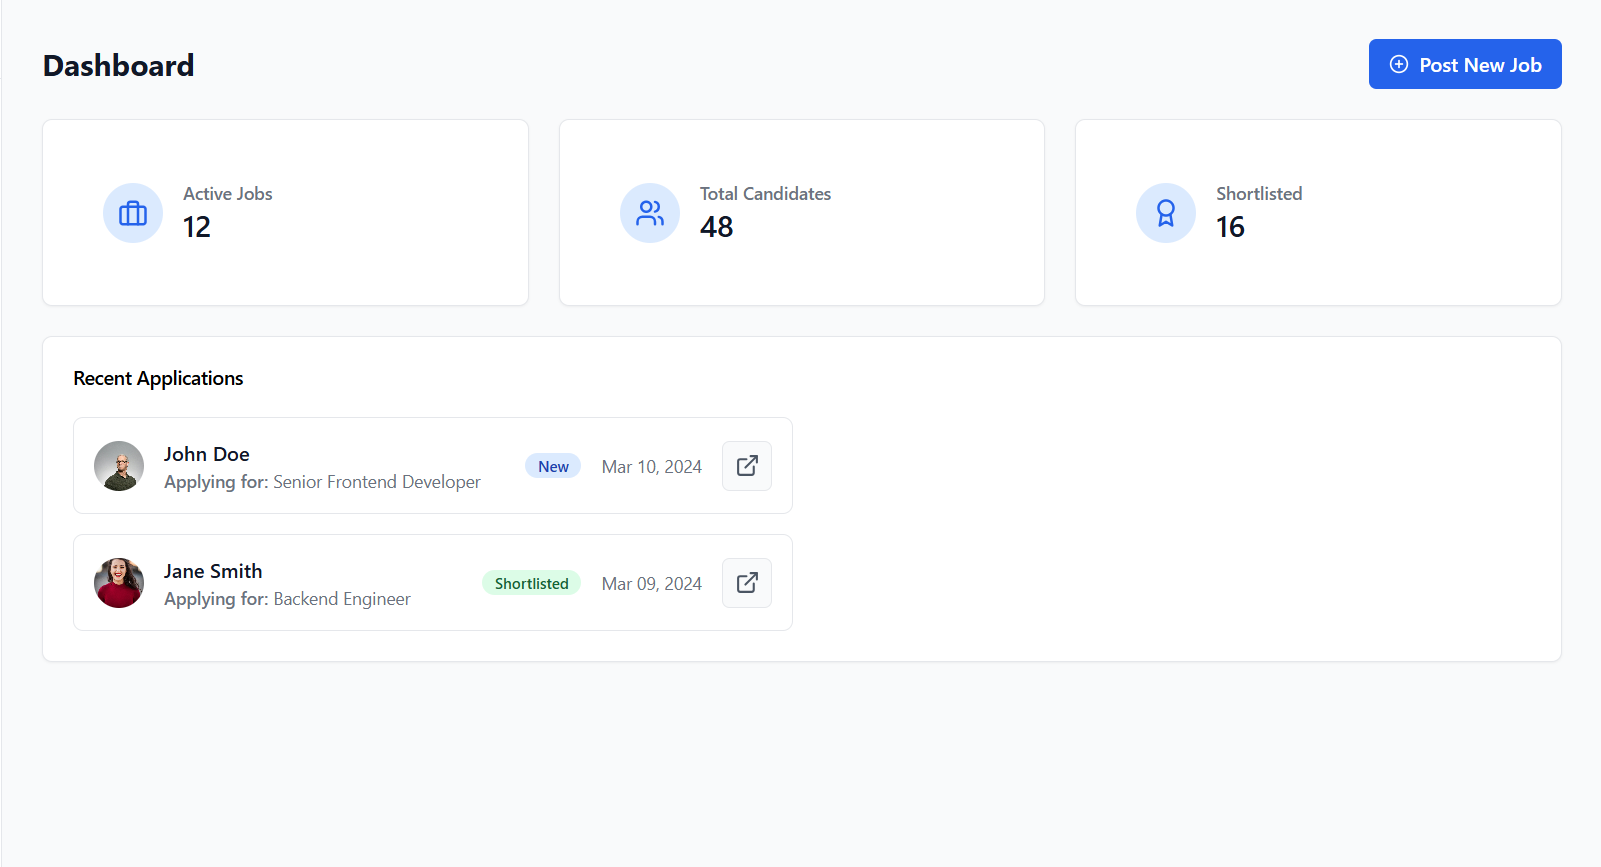 Dashboard
Post New Job
Active Jobs
12
Total Candidates
48
Shortlisted
16
Recent Applications
John Doe
Applying for: Senior Frontend Developer
New
Mar 10, 2024
Jane Smith
Applying for: Backend Engineer
Shortlisted
Mar 09, 2024